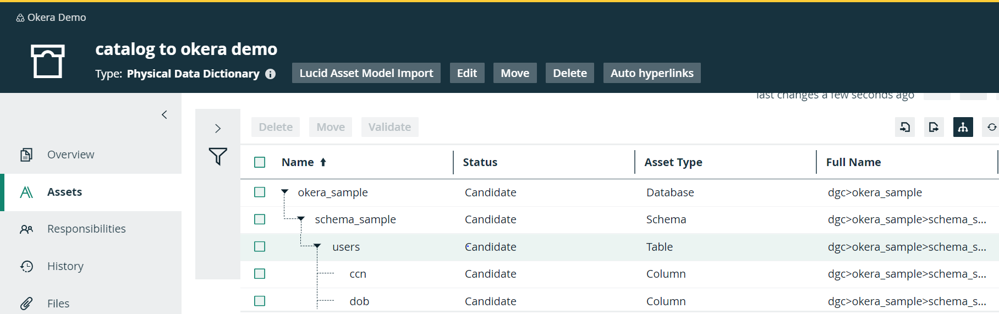 Okera Demo
catalog to okera demo
Type: Physical Data Dictionary
Lucid Asset Model Import
Edit
Move
Delete
Auto hyperlinks
last changes a few seconds ago
Overview
Assets
Responsibilities
History
Files
Delete
Move
Validate
Name Status Asset Type Full Name
okera_sample Candidate Database dgc>okera_sample
schema_sample Candidate Schema dgc>okera_sample>schema_s...
users Candidate Table dgc>okera_sample>schema_s...
ccn Candidate Column dgc>okera_sample>schema_s...
dob Candidate Column dgc>okera_sample>schema_s...